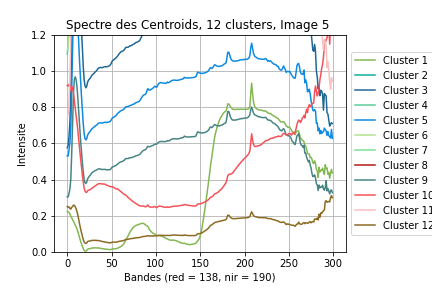 Spectre des Centroids, 12 clusters, Image 5
1.2
1.0
0.8
0.6
0.4
0.2
0.0
Intensite
0 50 100 150 200 250 300
Bandes (red = 138, nir = 190)
Cluster 1
Cluster 2
Cluster 3
Cluster 4
Cluster 5
Cluster 6
Cluster 7
Cluster 8
Cluster 9
Cluster 10
Cluster 11
Cluster 12